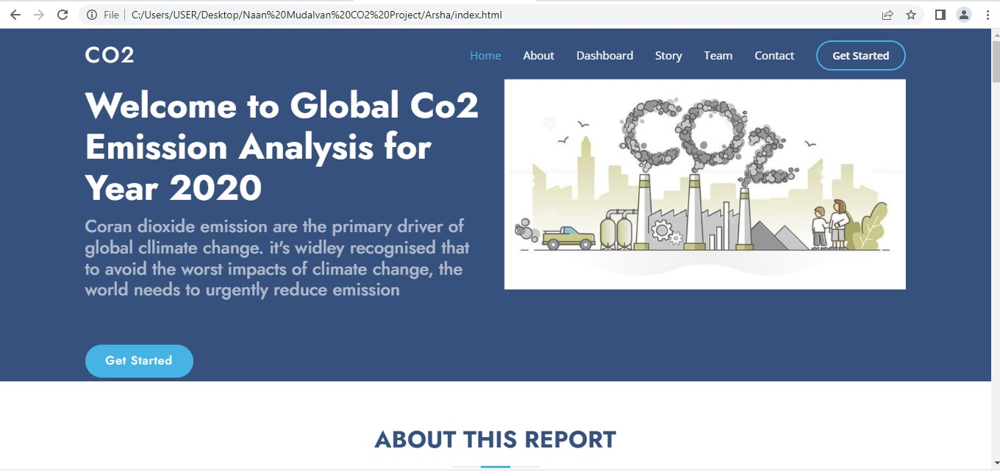 File | C:/Users/USER/Desktop/Naan%20Mudalvan%20CO2%20Project/Arsha/index.html
CO2
Home About Dashboard Story Team Contact Get Started
Welcome to Global Co2
Emission Analysis for
Year 2020
CO2
Coran dioxide emission are the primary driver of
global cllimate change. it's widley recognised that
to avoid the worst impacts of climate change, the
world needs to urgently reduce emission
Get Started
ABOUT THIS REPORT